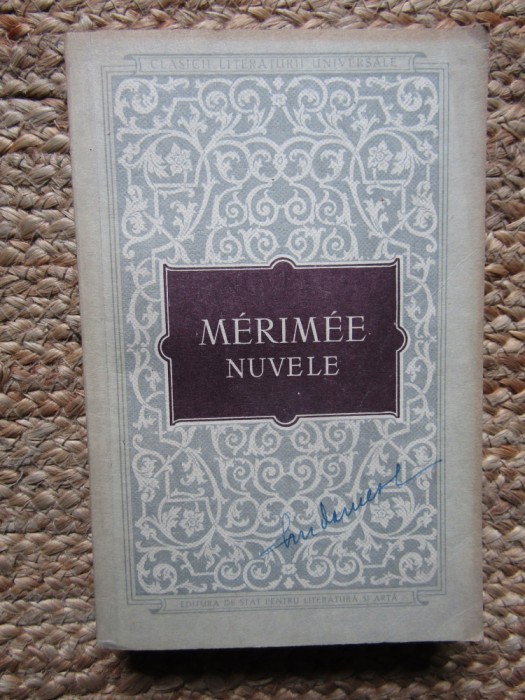 CLASICII LITERATURII UNIVERSALE
MÉRIMÉE
NUVELE
EDITURA DE STAT PENTRU LITERATURĂ ȘI ARTĂ